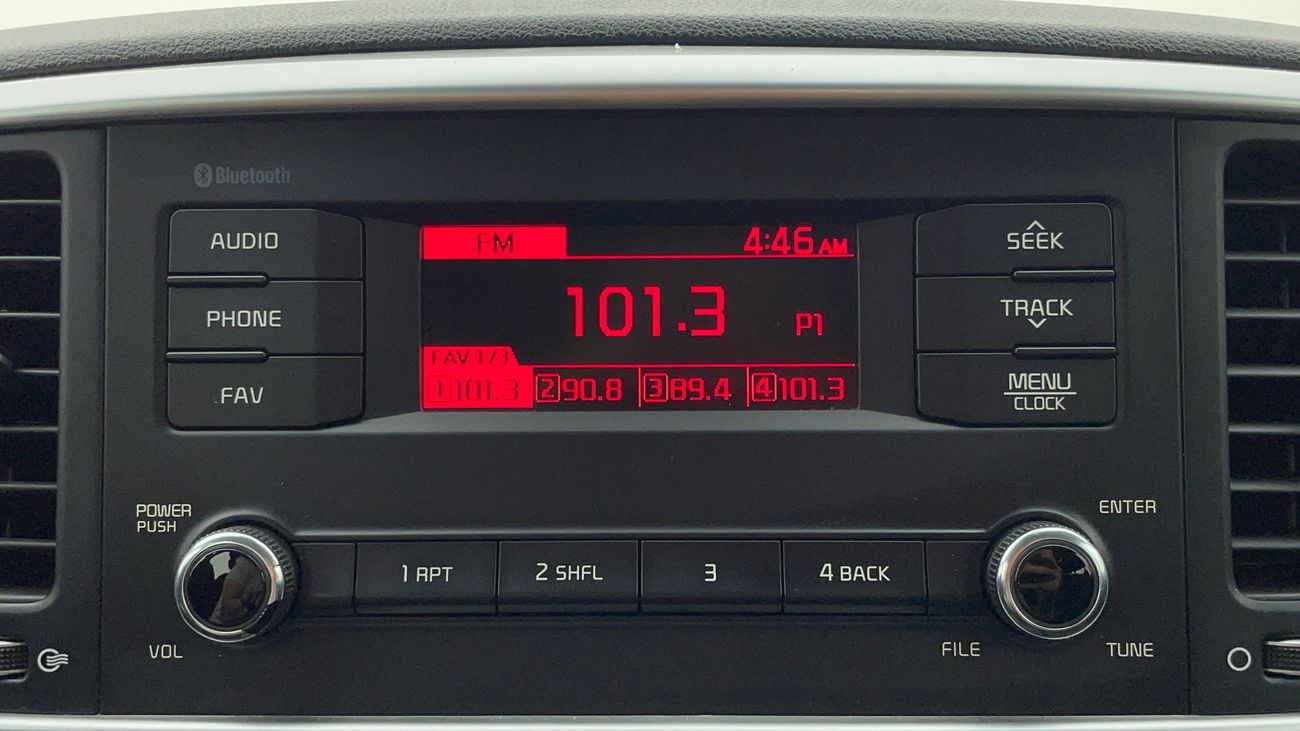 Bluetooth
AUDIO
PHONE
FAV
FM 4:46 AM
101.3 P1
FAV 1/3
1 101.3 2 90.8 3 89.4 4 101.3
SEEK
TRACK
MENU
CLOCK
POWER
PUSH
VOL
1 RPT
2 SHFL
3
4 BACK
ENTER
FILE
TUNE